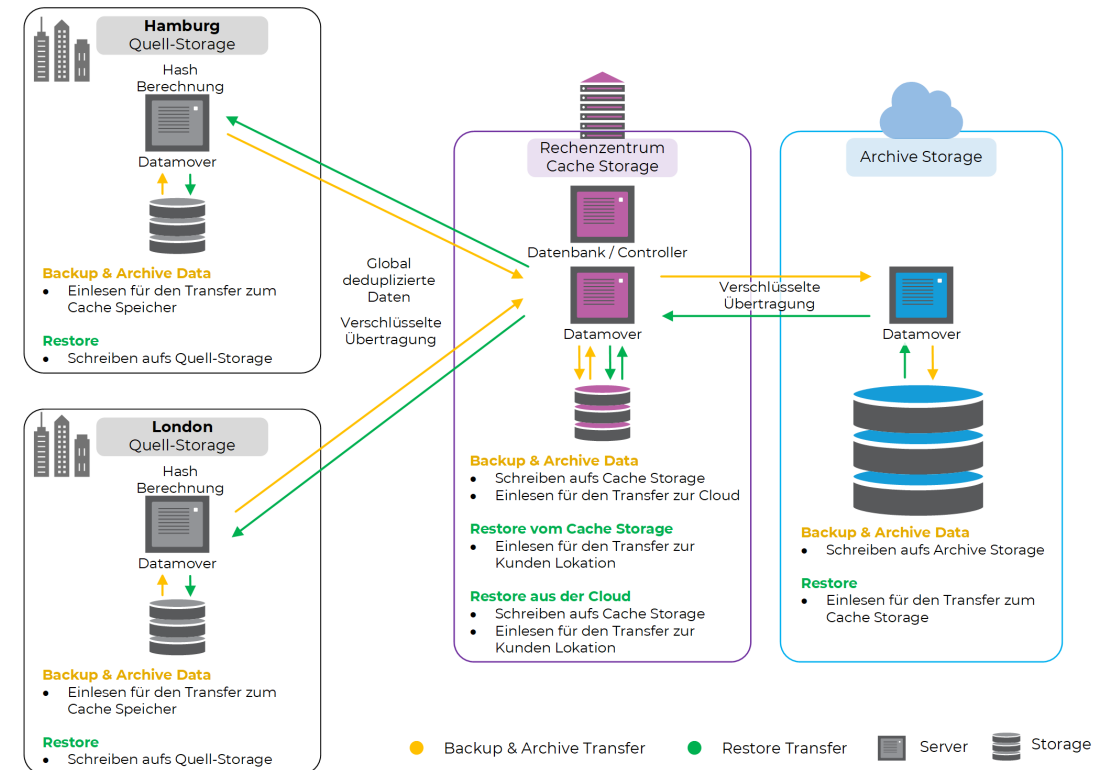 Hamburg
Quell-Storage
Hash
Berechnung
Datamover
Backup & Archive Data
• Einlesen für den Transfer zum
Cache Speicher
Restore
• Schreiben aufs Quell-Storage
London
Quell-Storage
Hash
Berechnung
Datamover
Backup & Archive Data
• Einlesen für den Transfer zum
Cache Speicher
Restore
• Schreiben aufs Quell-Storage
Global
deduplizierte
Daten
Verschlüsselte
Übertragung
Rechenzentrum
Cache Storage
Datenbank / Controller
Datamover
Backup & Archive Data
• Schreiben aufs Cache Storage
• Einlesen für den Transfer zur Cloud
Restore vom Cache Storage
• Einlesen für den Transfer zur
Kunden Lokation
Restore aus der Cloud
• Schreiben aufs Cache Storage
• Einlesen für den Transfer zur
Kunden Lokation
Verschlüsselte
Übertragung
Archive Storage
Datamover
Backup & Archive Data
• Schreiben aufs Archive Storage
Restore
• Einlesen für den Transfer zum
Cache Storage
Backup & Archive Transfer
Restore Transfer
Server
Storage